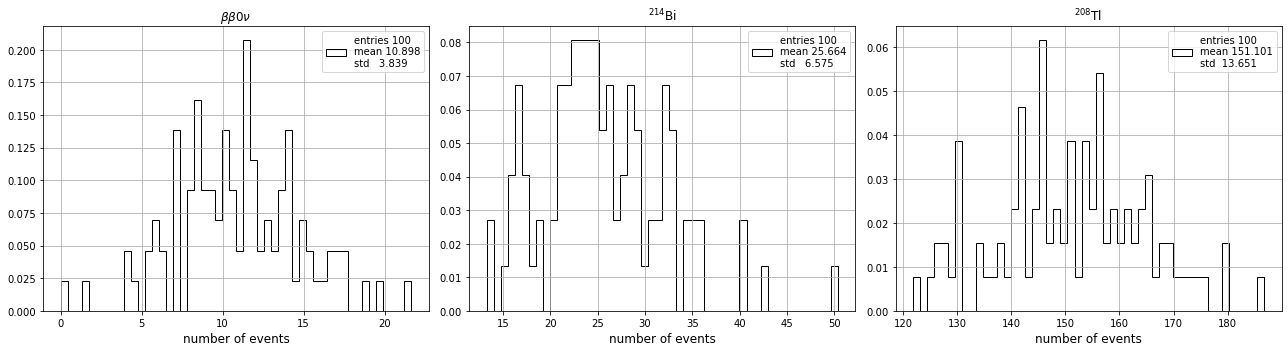 ββ0ν
0.200
0.175
0.150
0.125
0.100
0.075
0.050
0.025
0.000
0 5 10 15 20
number of events
entries 100
mean 10.898
std 3.839
²¹⁴Bi
0.08
0.07
0.06
0.05
0.04
0.03
0.02
0.01
0.00
15 20 25 30 35 40 45 50
number of events
entries 100
mean 25.664
std 6.575
²⁰⁸Tl
0.06
0.05
0.04
0.03
0.02
0.01
0.00
120 130 140 150 160 170 180
number of events
entries 100
mean 151.101
std 13.651